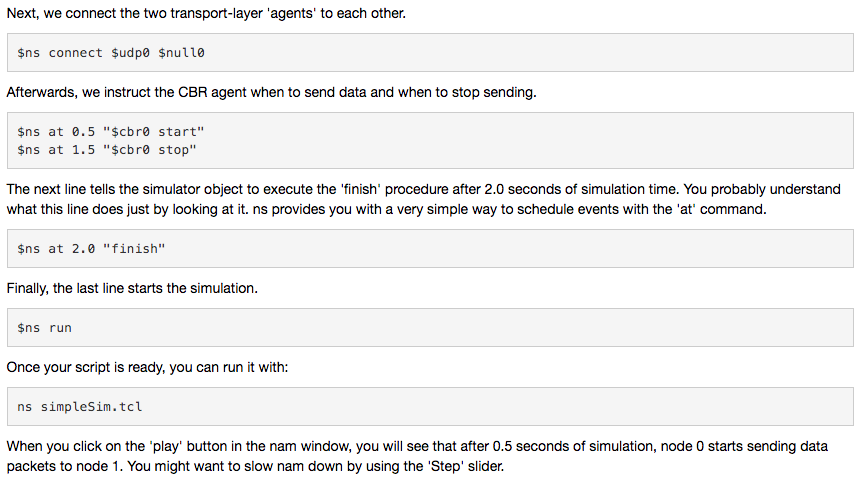 Next, we connect the two transport-layer 'agents' to each other.
$ns connect $udp0 $null0
Afterwards, we instruct the CBR agent when to send data and when to stop sending.
$ns at 0.5 "$cbr0 start"
$ns at 1.5 "$cbr0 stop"
The next line tells the simulator object to execute the 'finish' procedure after 2.0 seconds of simulation time. You probably understand
what this line does just by looking at it. ns provides you with a very simple way to schedule events with the 'at' command.
$ns at 2.0 "finish"
Finally, the last line starts the simulation.
$ns run
Once your script is ready, you can run it with:
ns simpleSim.tcl
When you click on the 'play' button in the nam window, you will see that after 0.5 seconds of simulation, node 0 starts sending data
packets to node 1. You might want to slow nam down by using the 'Step' slider.